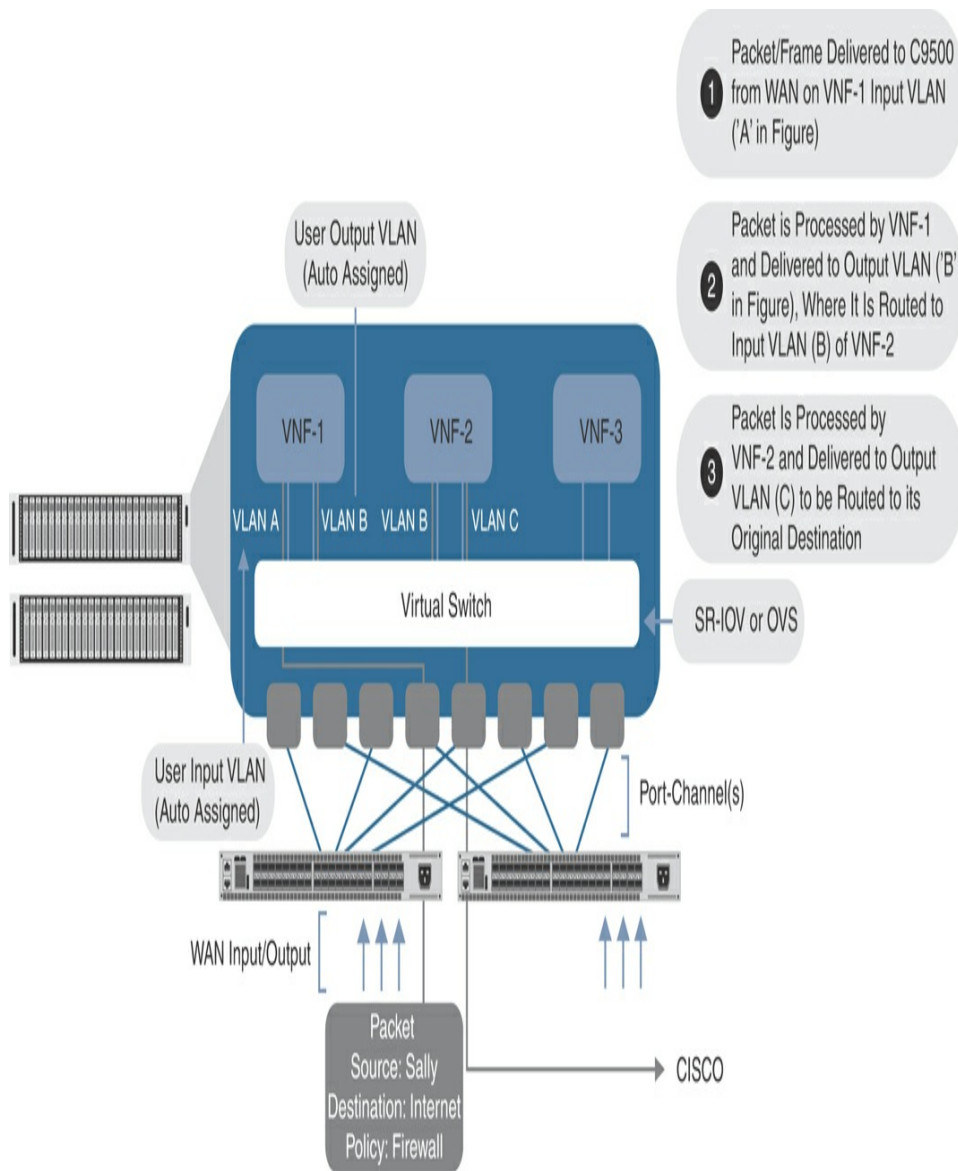 1
Packet/Frame Delivered to C9500
from WAN on VNF-1 Input VLAN
('A' in Figure)
2
Packet is Processed by VNF-1
and Delivered to Output VLAN ('B'
in Figure), Where It Is Routed to
Input VLAN (B) of VNF-2
3
Packet Is Processed by
VNF-2 and Delivered to Output
VLAN (C) to be Routed to its
Original Destination
User Output VLAN
(Auto Assigned)
VNF-1
VNF-2
VNF-3
VLAN A
VLAN B
VLAN B
VLAN C
Virtual Switch
SR-IOV or OVS
User Input VLAN
(Auto Assigned)
Port-Channel(s)
WAN Input/Output
Packet
Source: Sally
Destination: Internet
Policy: Firewall
CISCO